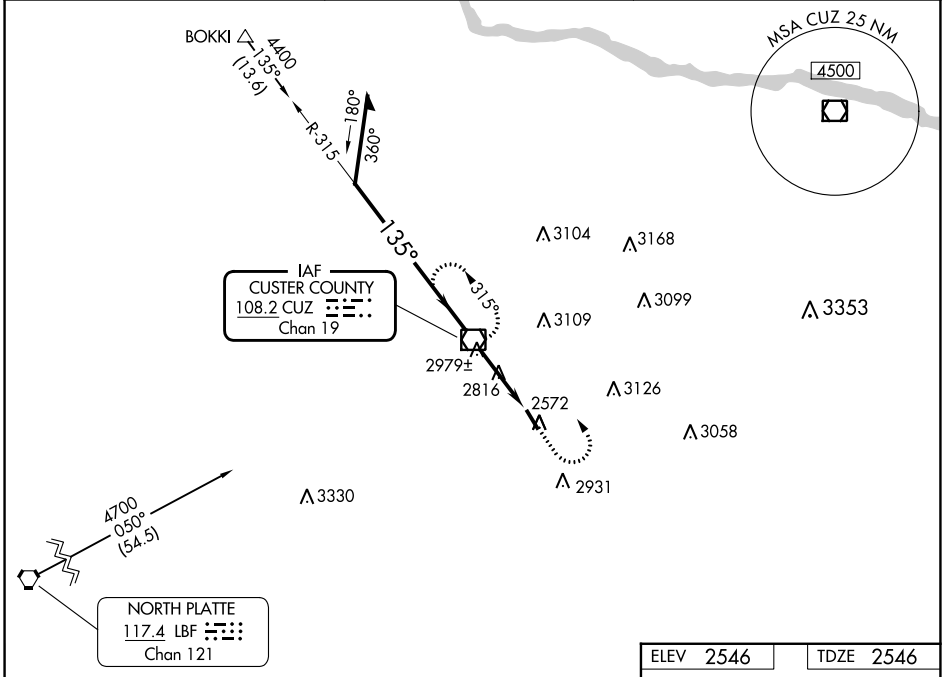 BOKKI
4400
135°
(13.6)
R-315
180°
360°
MSA CUZ 25 NM
4500
135°
3104
3168
IAF
CUSTER COUNTY
108.2 CUZ
Chan 19
315°
3099
3353
3109
2979±
2816
3126
2572
3058
2931
3330
4700
050°
(54.5)
NORTH PLATTE
117.4 LBF
Chan 121
ELEV 2546
TDZE 2546